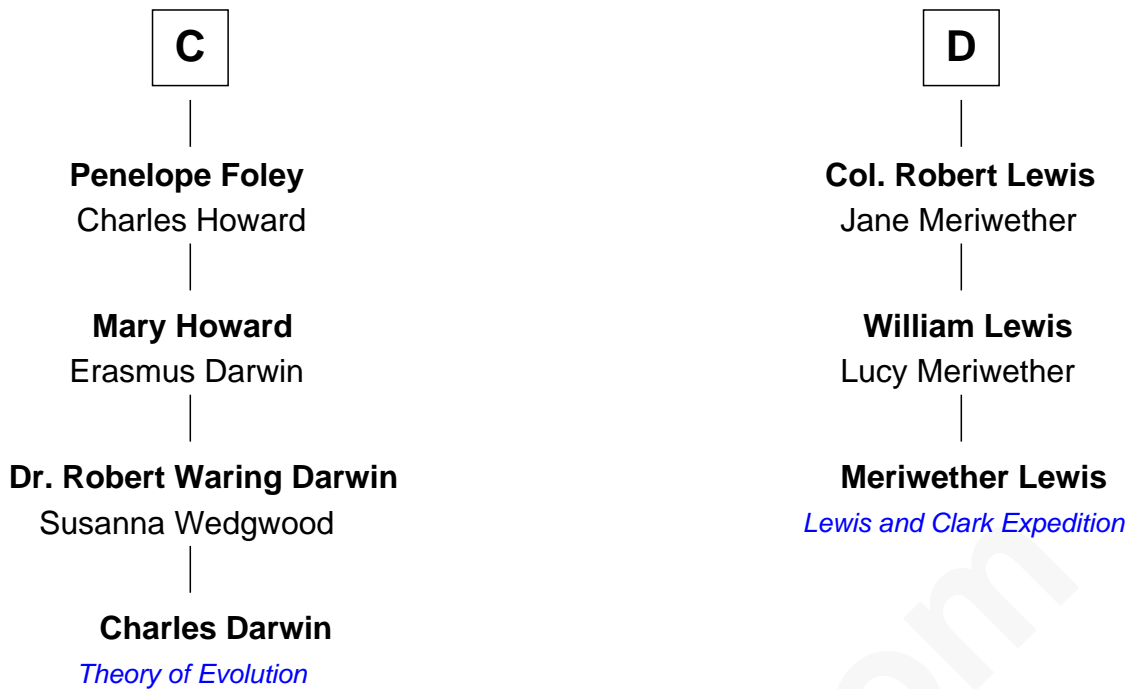 C
Penelope Foley
Charles Howard
Mary Howard
Erasmus Darwin
Dr. Robert Waring Darwin
Susanna Wedgwood
Charles Darwin
Theory of Evolution
D
Col. Robert Lewis
Jane Meriwether
William Lewis
Lucy Meriwether
Meriwether Lewis
Lewis and Clark Expedition
om